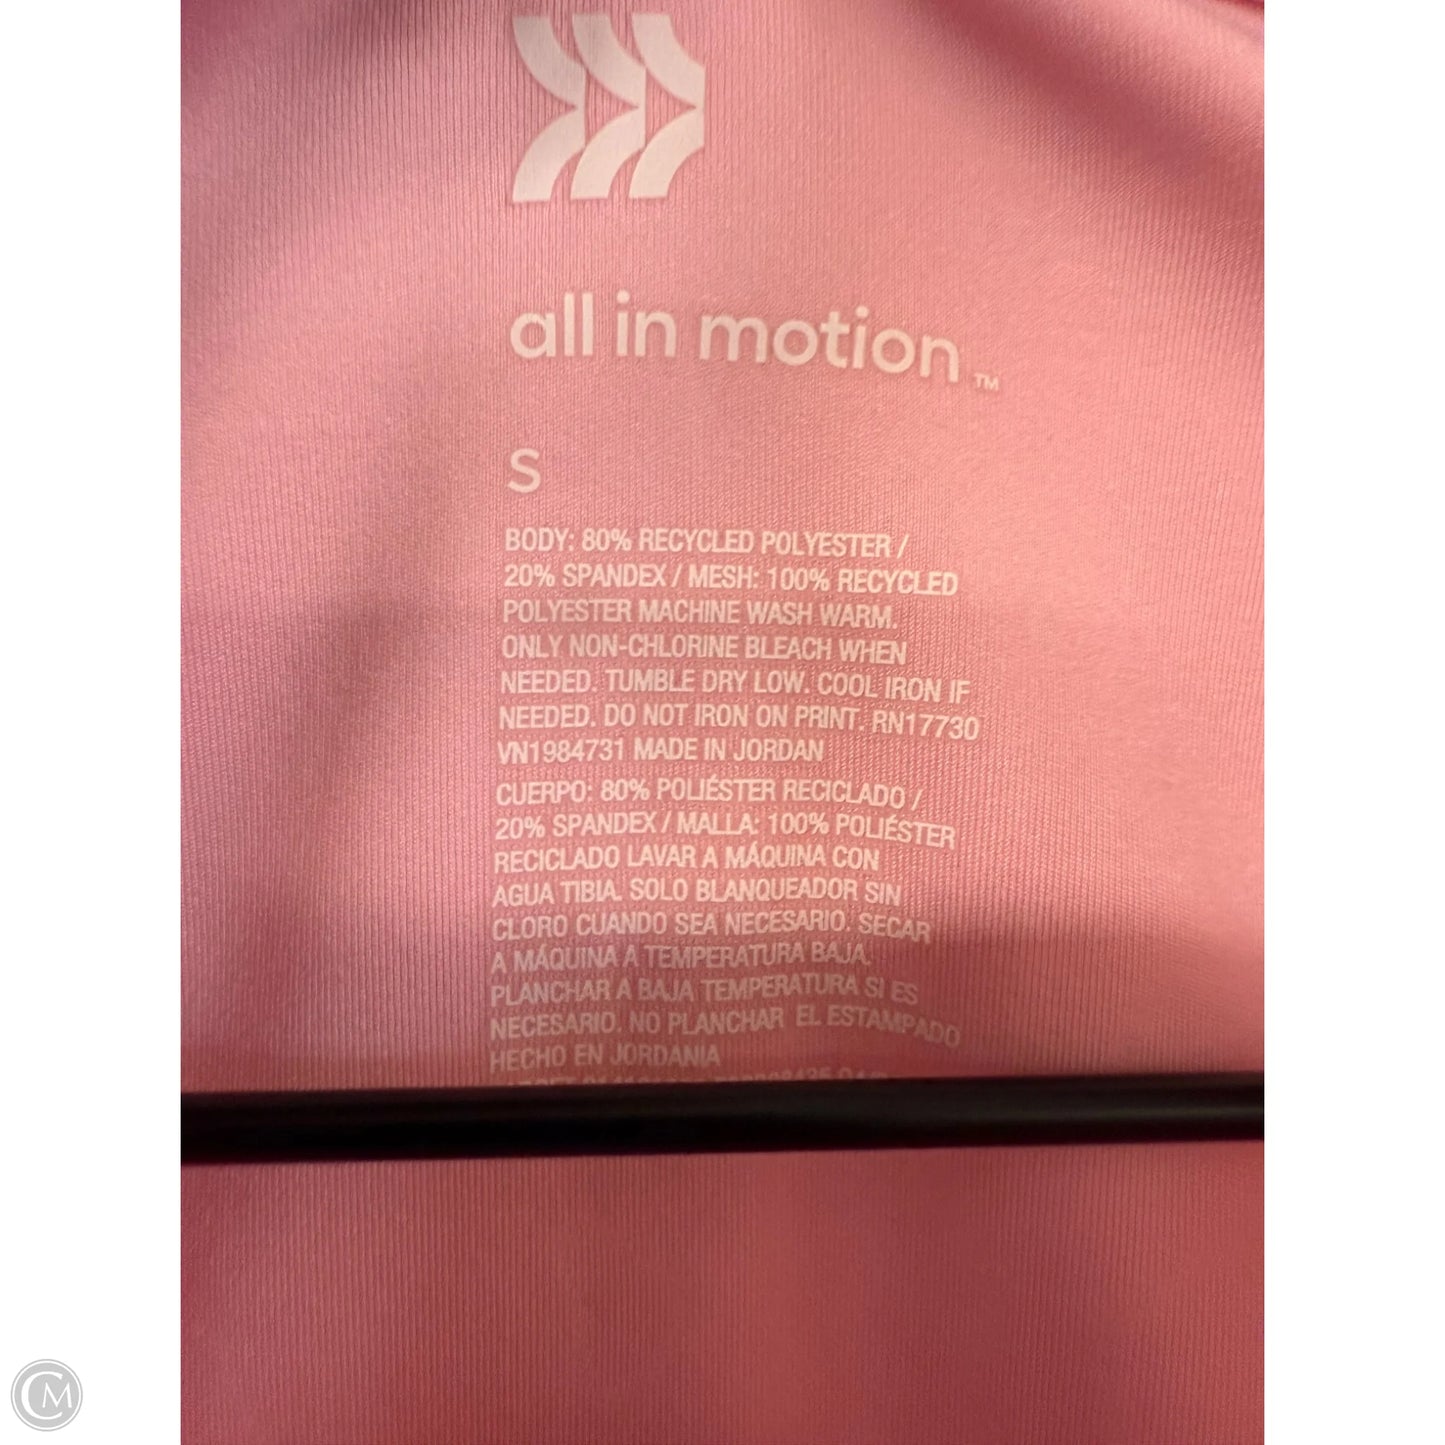 all in motion™
S
BODY: 80% RECYCLED POLYESTER /
20% SPANDEX / MESH: 100% RECYCLED
POLYESTER MACHINE WASH WARM.
ONLY NON-CHLORINE BLEACH WHEN
NEEDED. TUMBLE DRY LOW. COOL IRON IF
NEEDED. DO NOT IRON ON PRINT. RN17730
VN1984731 MADE IN JORDAN
CUERPO: 80% POLIÉSTER RECICLADO /
20% SPANDEX / MALLA: 100% POLIÉSTER
RECICLADO LAVAR A MÁQUINA CON
AGUA TIBIA. SOLO BLANQUEADOR SIN
CLORO CUANDO SEA NECESARIO. SECAR
A MÁQUINA A TEMPERATURA BAJA.
PLANCHAR A BAJA TEMPERATURA SI ES
NECESARIO. NO PLANCHAR EL ESTAMPADO
HECHO EN JORDANIA
CM